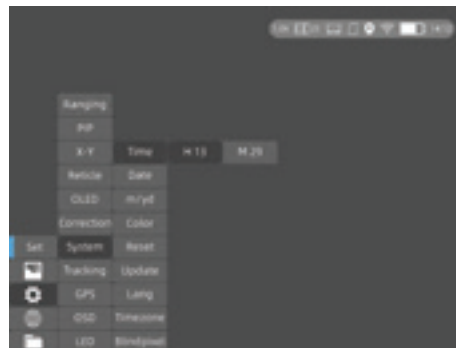 Ranging
PIP
X-Y Time H:13 M:29
Reticle Date
OLED m/yd
Correction Color
Set System Reset
Tracking Update
GPS Lang
OSD Timezone
LED Blindpixel